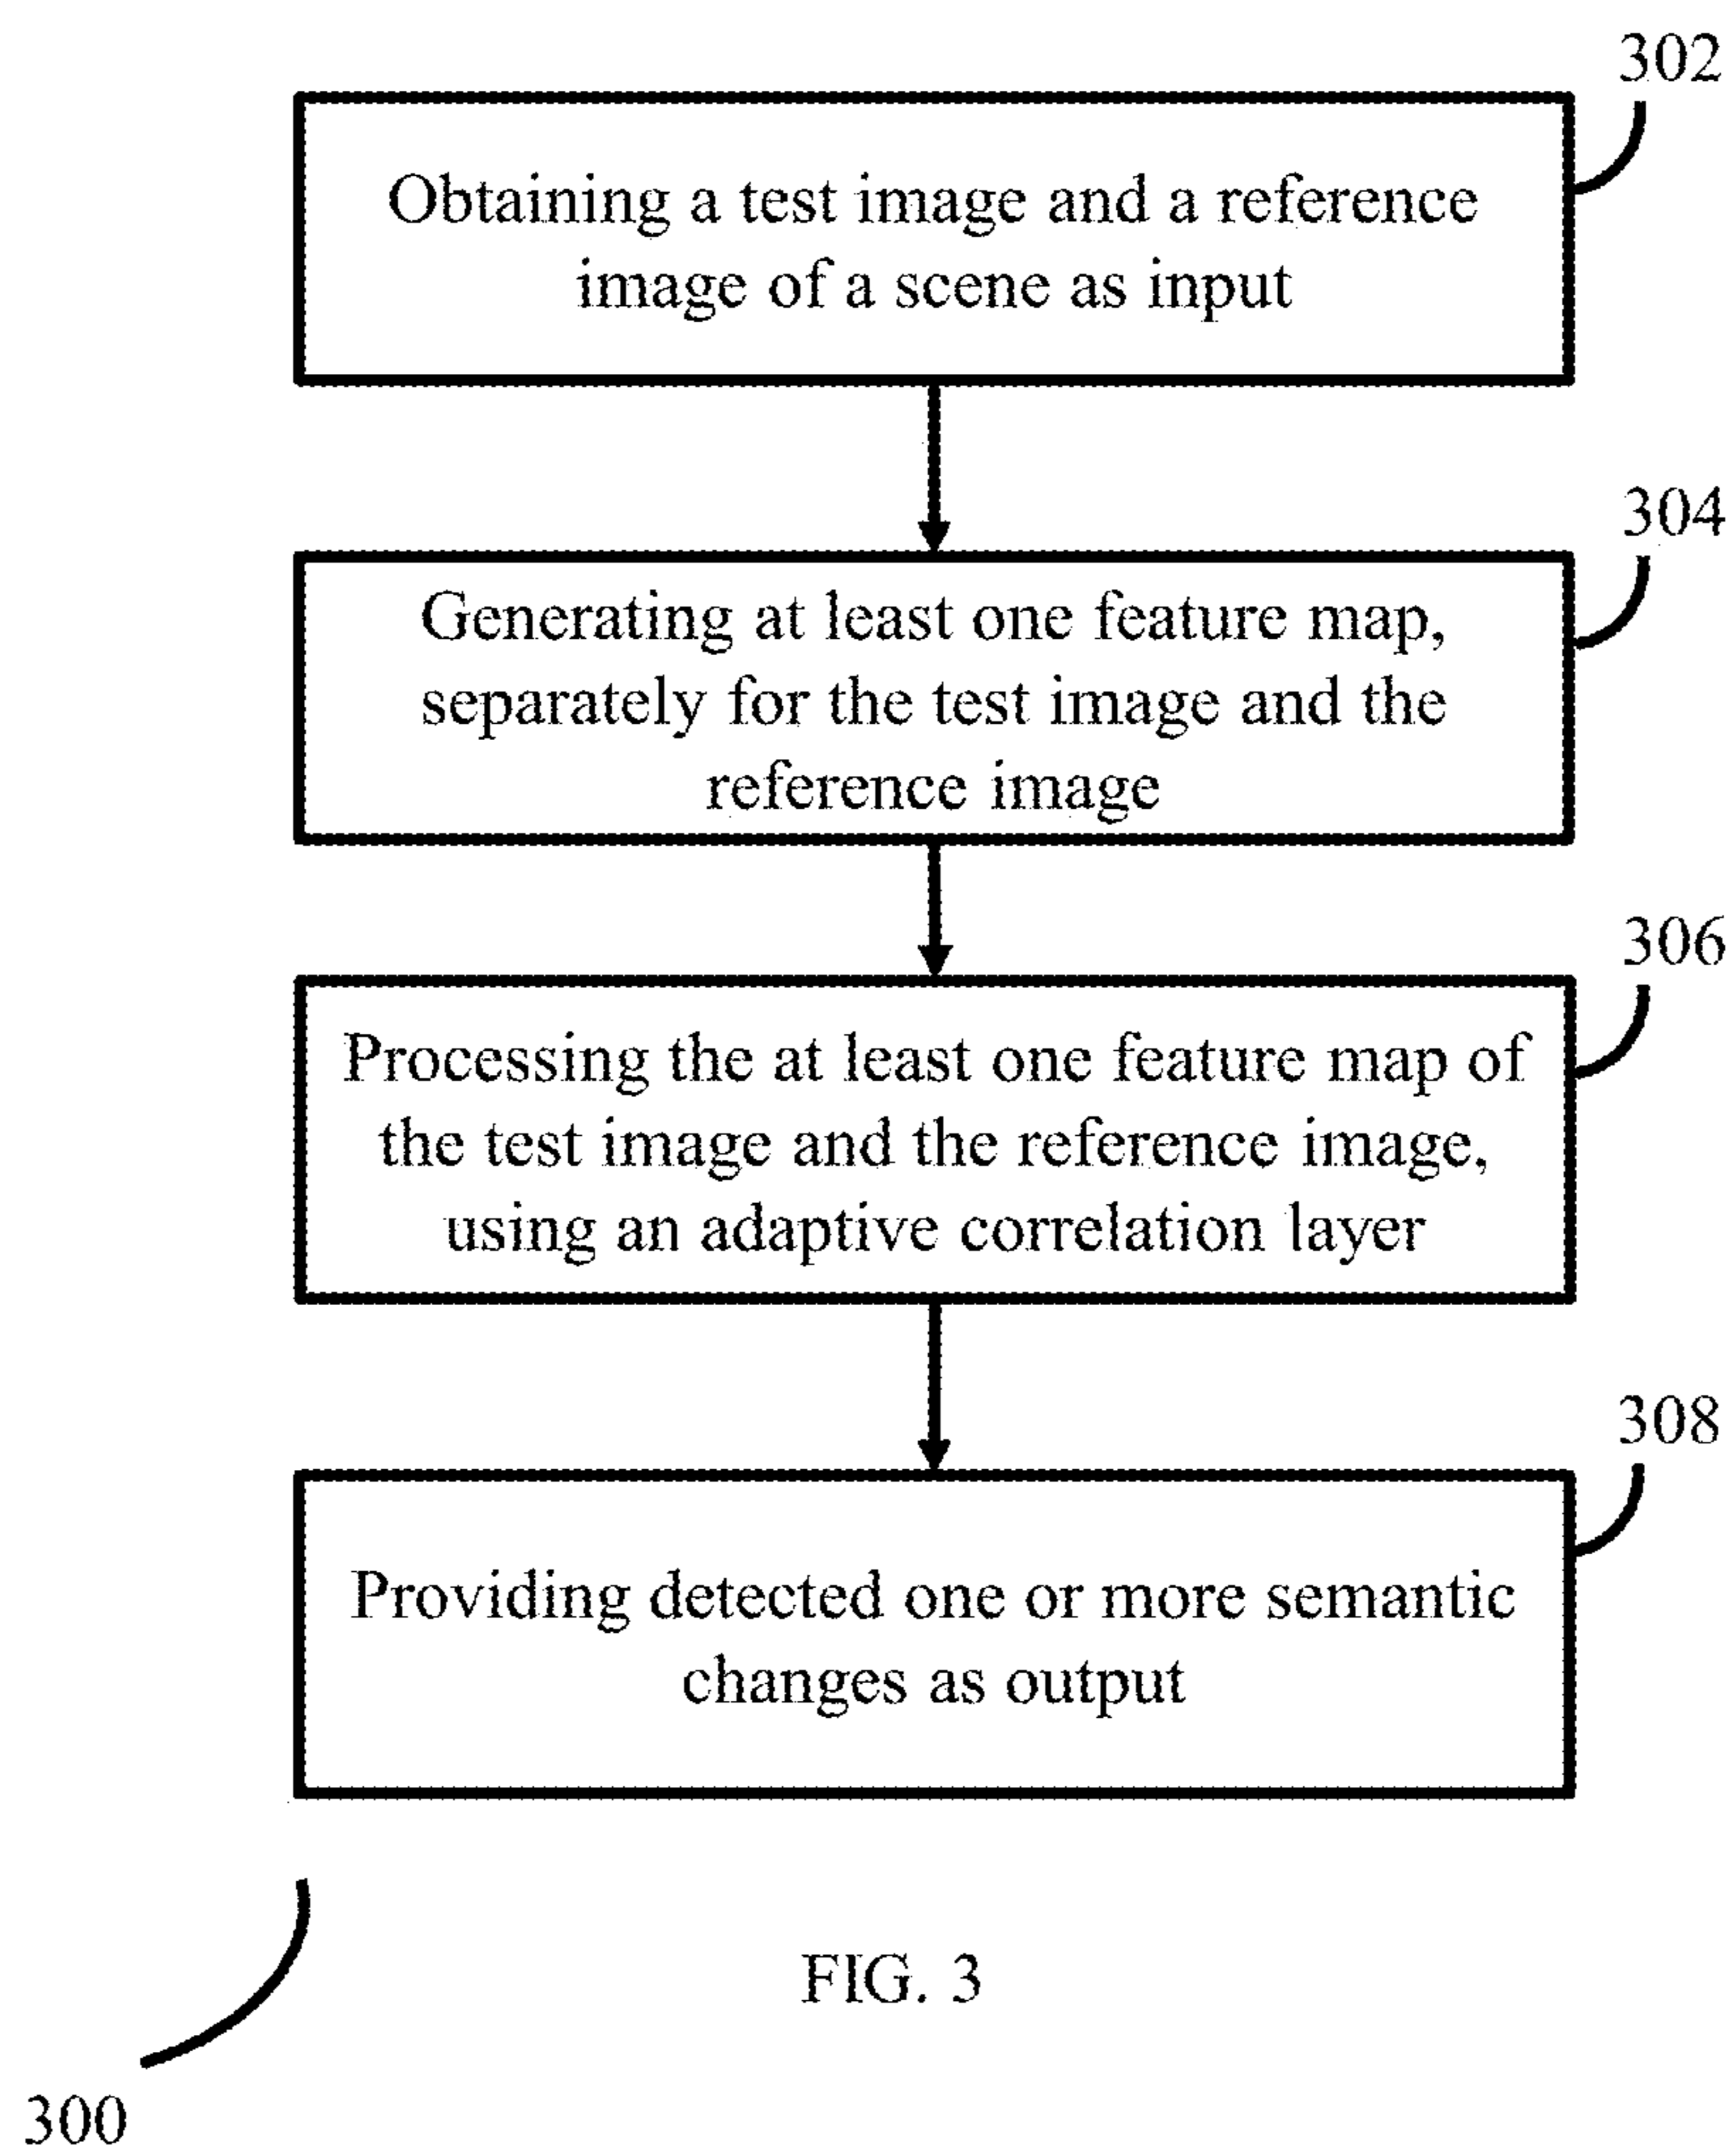 302
Obtaining a test image and a reference
image of a scene as input
304
Generating at least one feature map,
separately for the test image and the
reference image
306
Processing the at least one feature map of
the test image and the reference image,
using an adaptive correlation layer
308
Providing detected one or more semantic
changes as output
FIG. 3
300